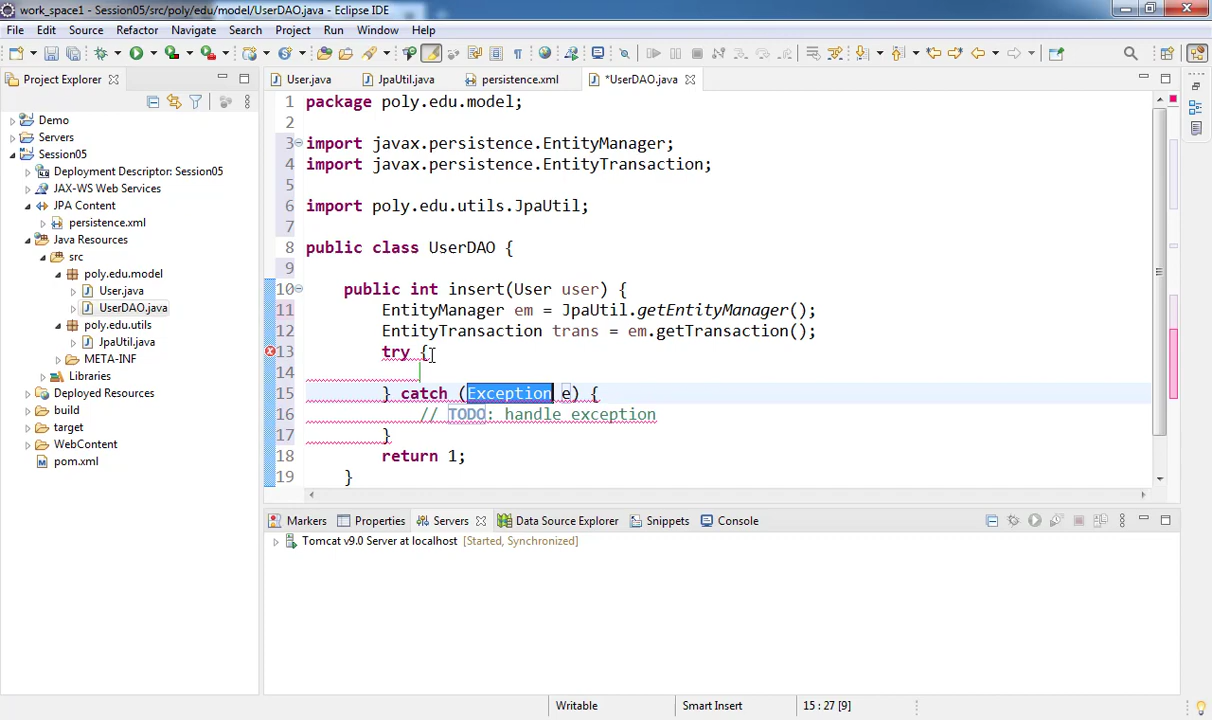 work_space1 - Session05/src/poly/edu/model/UserDAO.java - Eclipse IDE
File Edit Source Refactor Navigate Search Project Run Window Help
Project Explorer
User.java JpaUtil.java persistence.xml *UserDAO.java
Demo
Servers
Session05
Deployment Descriptor: Session05
JAX-WS Web Services
JPA Content
persistence.xml
Java Resources
src
poly.edu.model
User.java
UserDAO.java
poly.edu.utils
JpaUtil.java
META-INF
Libraries
Deployed Resources
build
target
WebContent
pom.xml
1 package poly.edu.model;
2
3 import javax.persistence.EntityManager;
4 import javax.persistence.EntityTransaction;
5
6 import poly.edu.utils.JpaUtil;
7
8 public class UserDAO {
9
10 public int insert(User user) {
11 EntityManager em = JpaUtil.getEntityManager();
12 EntityTransaction trans = em.getTransaction();
13 try {
14
15 } catch (Exception e) {
16 // TODO: handle exception
17 }
18 return 1;
19 }
Markers Properties Servers Data Source Explorer Snippets Console
Tomcat v9.0 Server at localhost [Started, Synchronized]
Writable Smart Insert 15 : 27 [9]